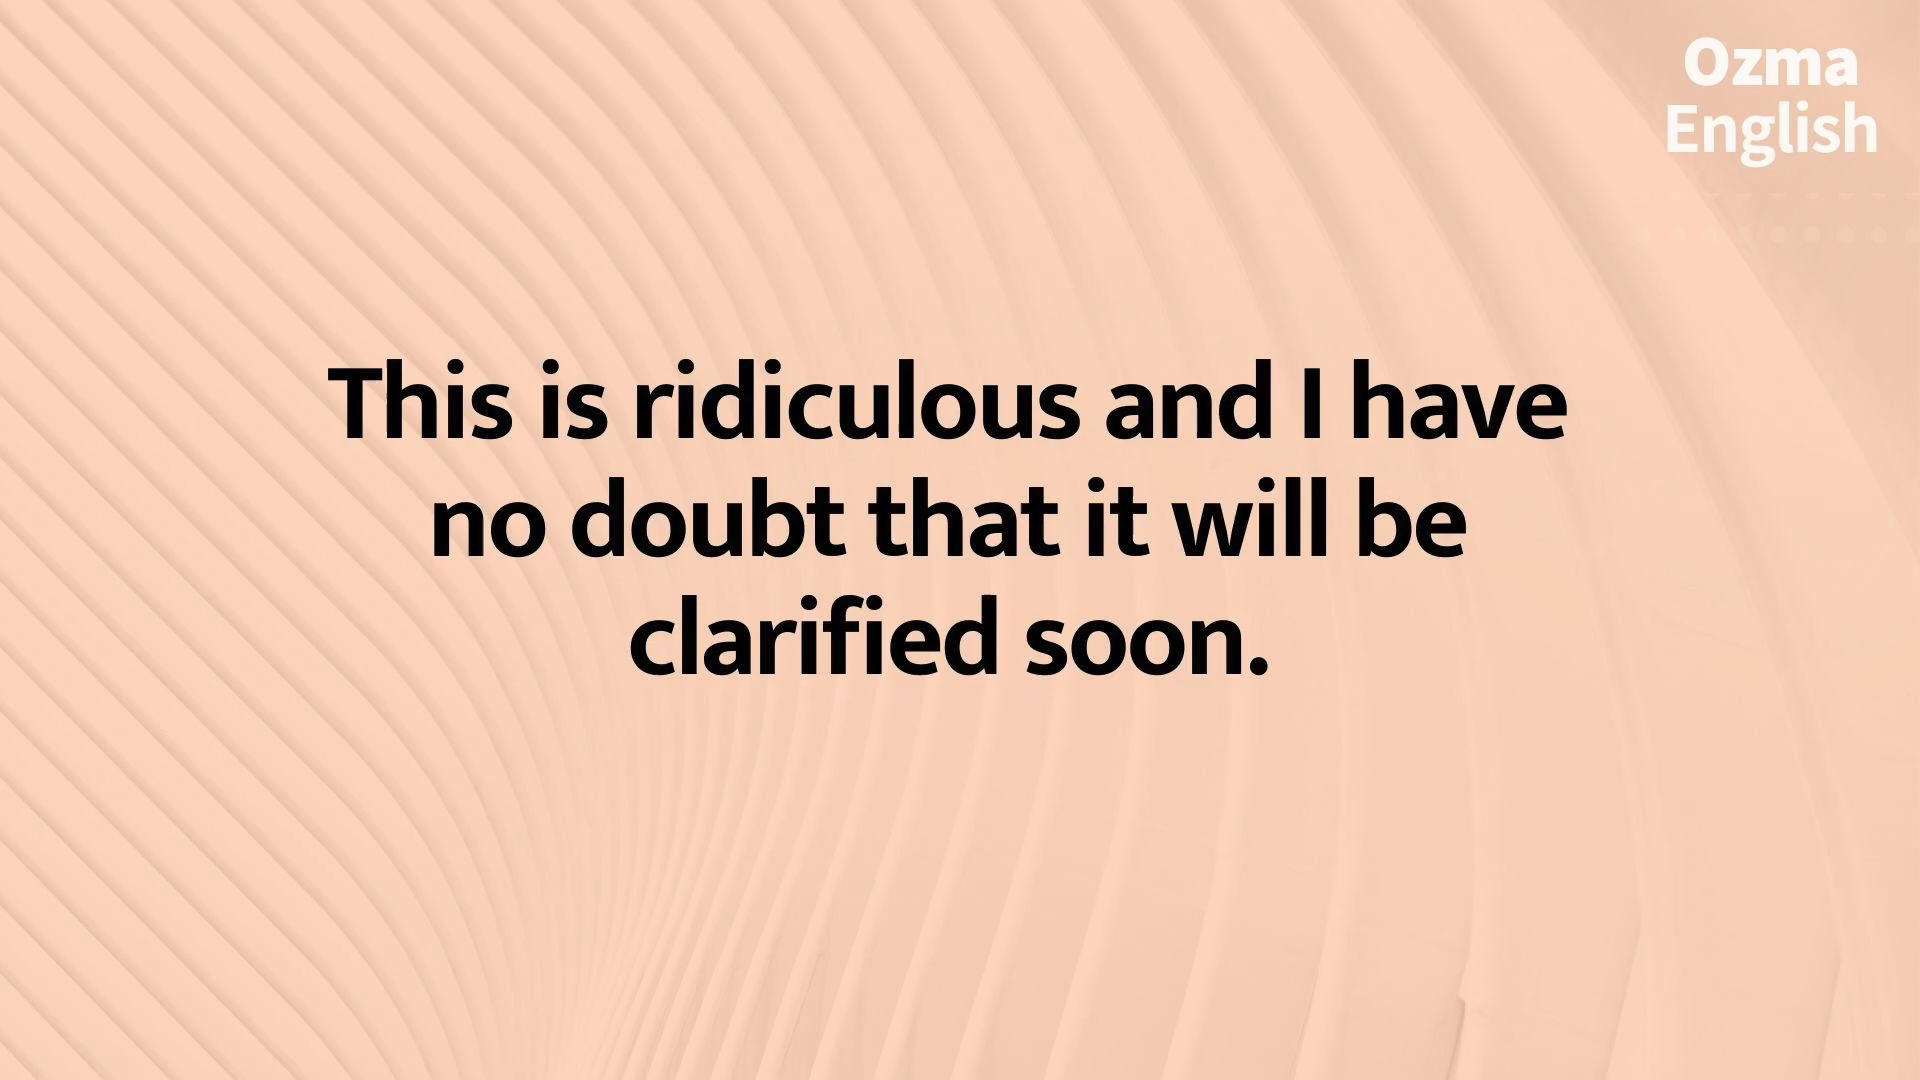 Ozma
English
This is ridiculous and I have
no doubt that it will be
clarified soon.